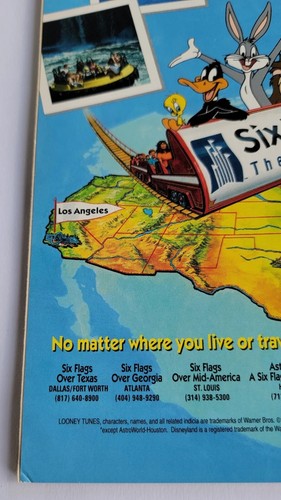 Six
The
Los Angeles
No matter where you live or trav
Six Flags
Over Texas
DALLAS/FORT WORTH
(817) 640-8900
Six Flags
Over Georgia
ATLANTA
(404) 948-9290
Six Flags
Over Mid-America
ST. LOUIS
(314) 938-5300
Ast
A Six Fla
H
(71
LOONEY TUNES, characters, names, and all related indicia are trademarks of Warner Bros. ©
*except AstroWorld-Houston. Disneyland is a registered trademark of the Wa